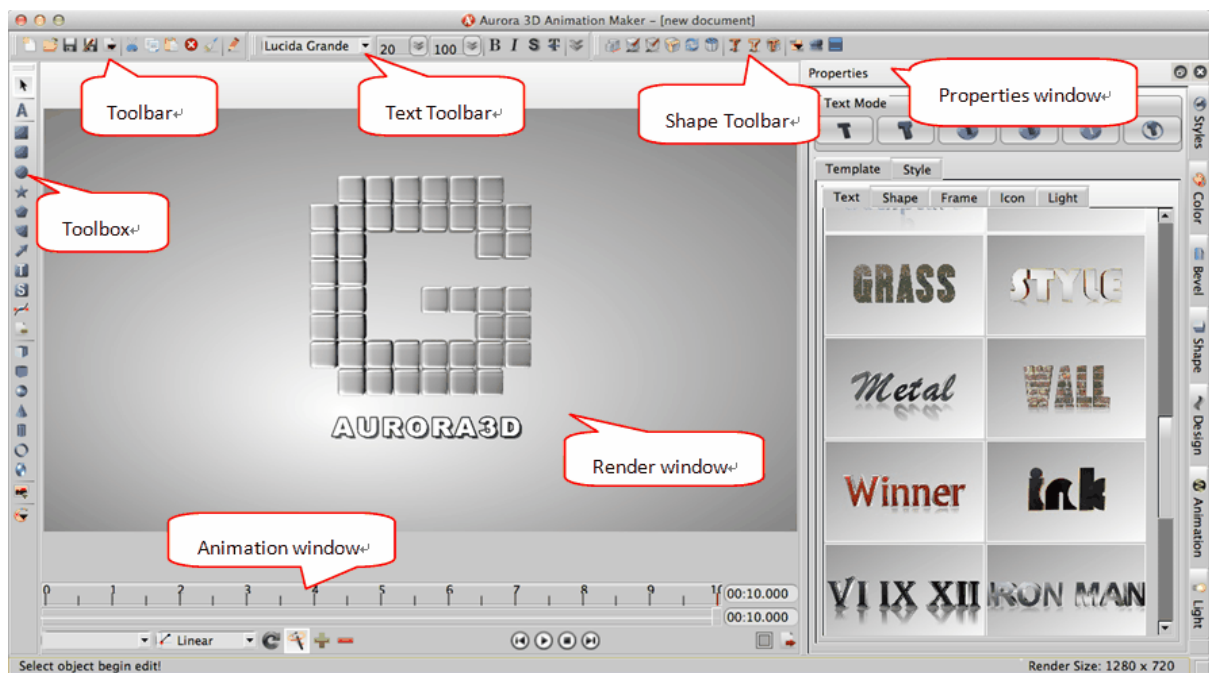 Aurora 3D Animation Maker – [new document]
Lucida Grande 20 100 B I S T
Toolbar
Text Toolbar
Shape Toolbar
Properties
Properties window
Text Mode
Styles
Color
Bevel
Shape
Design
Animation
Light
Template Style
Text Shape Frame Icon Light
Toolbox
GRASS STYLE
Metal WALL
Winner ink
VI IX XII IRON MAN
AURORA3D
Render window
Animation window
0 1 2 3 4 5 6 7 8 9 10 00:10.000
00:10.000
Linear
Select object begin edit!
Render Size: 1280 x 720